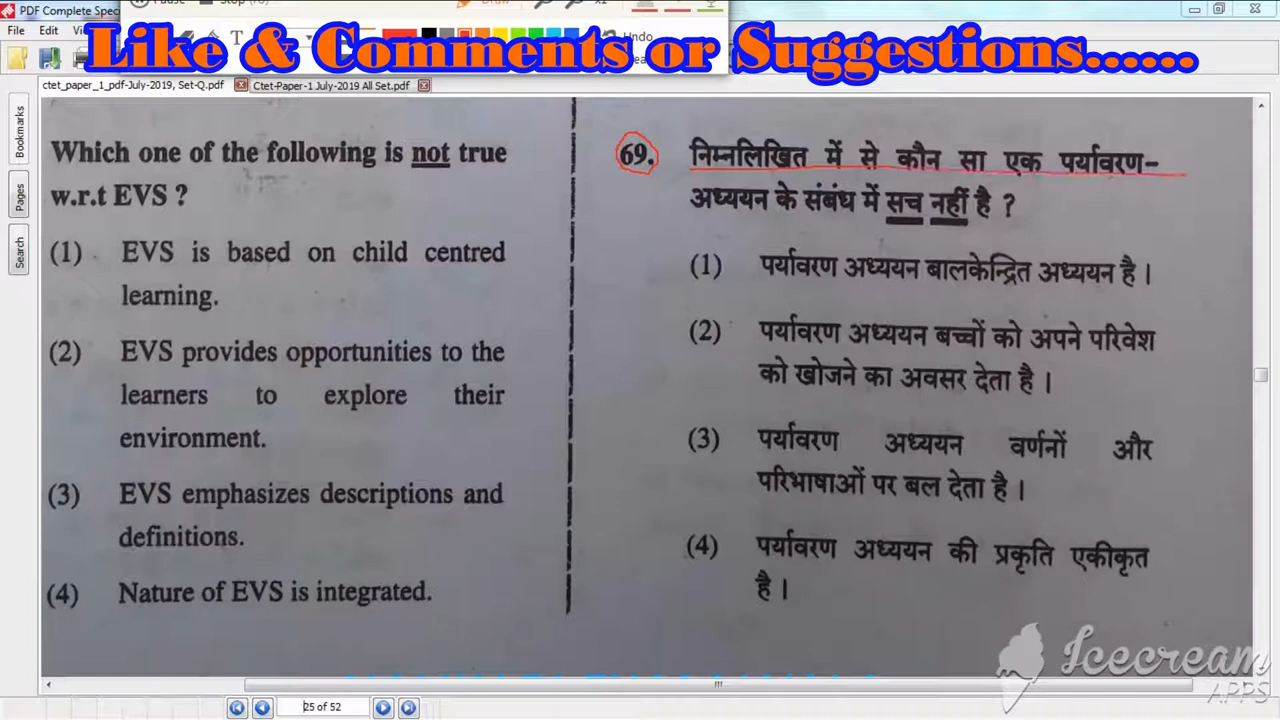 PDF Complete Speci
File Edit Vi
Like & Comments or Suggestions......
Undo
ctet_paper_1_pdf-July-2019, Set-Q.pdf
Ctet-Paper-1 July-2019 All Set.pdf
Bookmarks
Pages
Search
Which one of the following is not true
w.r.t EVS ?
(1) EVS is based on child centred
learning.
(2) EVS provides opportunities to the
learners to explore their
environment.
(3) EVS emphasizes descriptions and
definitions.
(4) Nature of EVS is integrated.
69. निम्नलिखित में से कौन सा एक पर्यावरण-
अध्ययन के संबंध में सच नहीं है ?
(1) पर्यावरण अध्ययन बालकेन्द्रित अध्ययन है ।
(2) पर्यावरण अध्ययन बच्चों को अपने परिवेश
को खोजने का अवसर देता है ।
(3) पर्यावरण अध्ययन वर्णनों और
परिभाषाओं पर बल देता है ।
(4) पर्यावरण अध्ययन की प्रकृति एकीकृत
है ।
Icecream
APPS
25 of 52